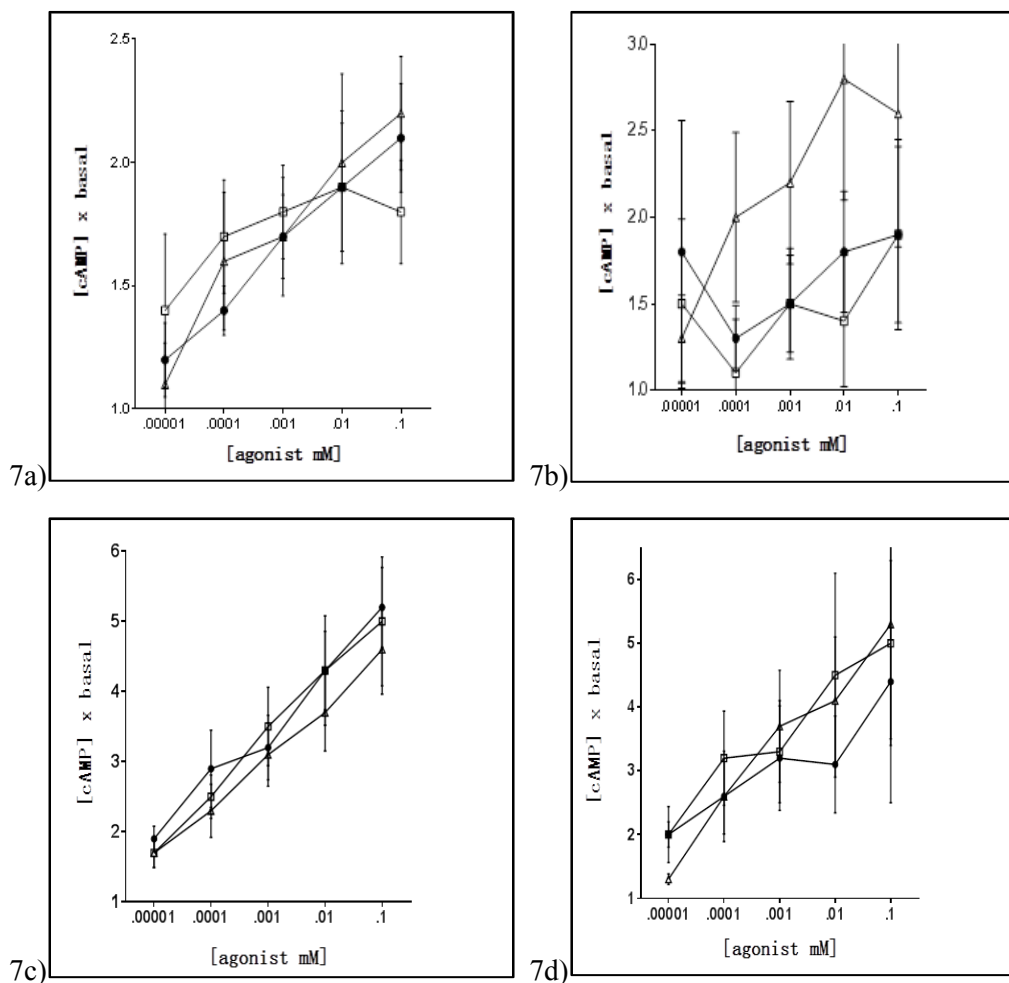 2.5
2.0
1.5
1.0
[cAMP] x basal
.00001 .0001 .001 .01 .1
[agonist mM]
7a)
3.0
2.5
2.0
1.5
1.0
[cAMP] x basal
.00001 .0001 .001 .01 .1
[agonist mM]
7b)
6
5
4
3
2
1
[cAMP] x basal
.00001 .0001 .001 .01 .1
[agonist mM]
7c)
6
5
4
3
2
1
[cAMP] x basal
.00001 .0001 .001 .01 .1
[agonist mM]
7d)